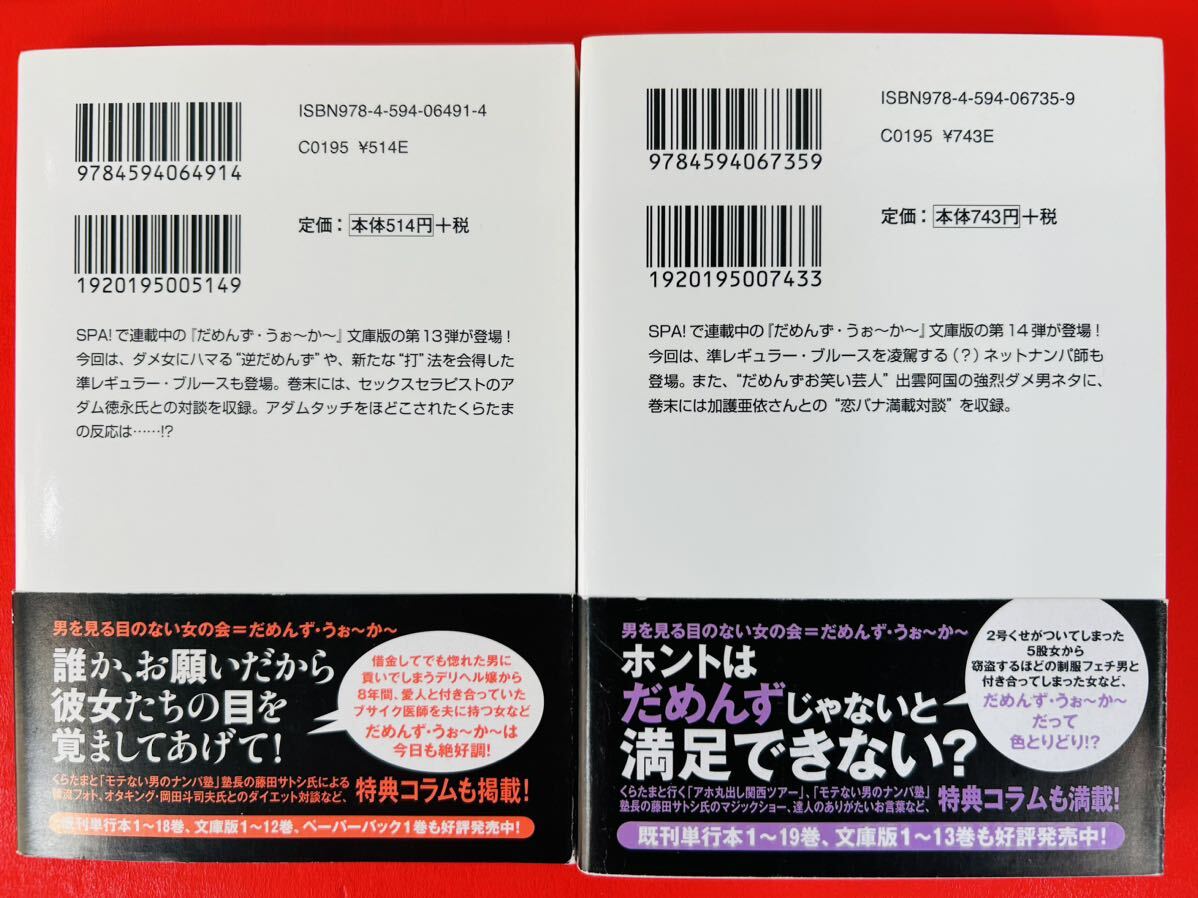 ISBN978-4-594-06491-4
C0195 ¥514E
9784594064914
定価：本体514円＋税
1920195005149
SPA!で連載中の『だめんず・うぉ〜か〜』文庫版の第13弾が登場！
今回は、ダメ女にハマる“逆だめんず”や、新たな“打”法を会得した
準レギュラー・ブルースも登場。巻末には、セックスセラピストのア
ダム徳永氏との対談を収録。アダムタッチをほどこされたくらたま
の反応は……!?
男を見る目のない女の会＝だめんず・うぉ〜か〜
誰か、お願いだから
彼女たちの目を
覚ましてあげて！
借金してでも惚れた男に
貢いでしまうデリヘル嬢から
8年間、愛人と付き合っていた
ブサイク医師を夫に持つ女など
だめんず・うぉ〜か〜は
今日も絶好調！
くらたまと「モテない男のナンパ塾」塾長の藤田サトシ氏による
韓流フォト、オタキング・岡田斗司夫氏とのダイエット対談など、
特典コラムも掲載！
既刊単行本1〜18巻、文庫版1〜12巻、ペーパーバック1巻も好評発売中！
ISBN978-4-594-06735-9
C0195 ¥743E
9784594067359
定価：本体743円＋税
1920195007433
SPA!で連載中の『だめんず・うぉ〜か〜』文庫版の第14弾が登場！
今回は、準レギュラー・ブルースを凌駕する（？）ネットナンパ師も
登場。また、“だめんずお笑い芸人”出雲阿国の強烈ダメ男ネタに、
巻末には加護亜依さんとの“恋バナ満載対談”を収録。
男を見る目のない女の会＝だめんず・うぉ〜か〜
ホントは
だめんずじゃないと
満足できない？
2号くせがついてしまった
5股女から
窃盗するほどの制服フェチ男と
付き合ってしまった女など、
だめんず・うぉ〜か〜
だって
色とりどり!?
くらたまと行く「アホ丸出し関西ツアー」、「モテない男のナンパ塾」
塾長の藤田サトシ氏のマジックショー、達人のありがたいお言葉など、
特典コラムも満載！
既刊単行本1〜19巻、文庫版1〜13巻も好評発売中！